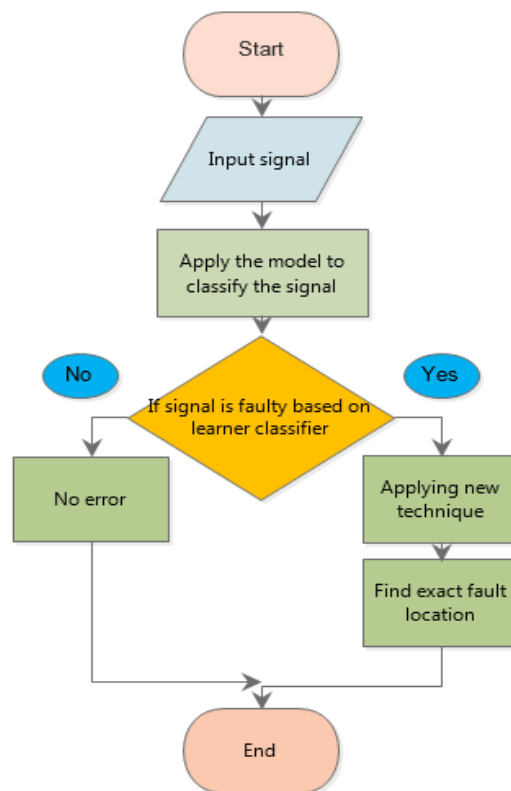 Start
Input signal
Apply the model to
classify the signal
No
Yes
If signal is faulty based on
learner classifier
No error
Applying new
technique
Find exact fault
location
End